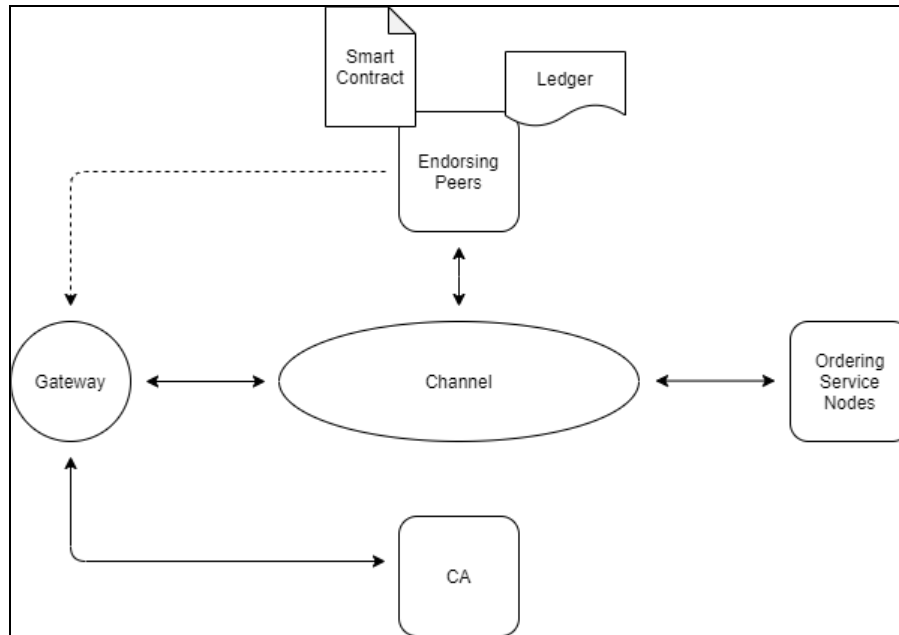 Smart
Contract
Ledger
Endorsing
Peers
Gateway
Channel
Ordering
Service
Nodes
CA